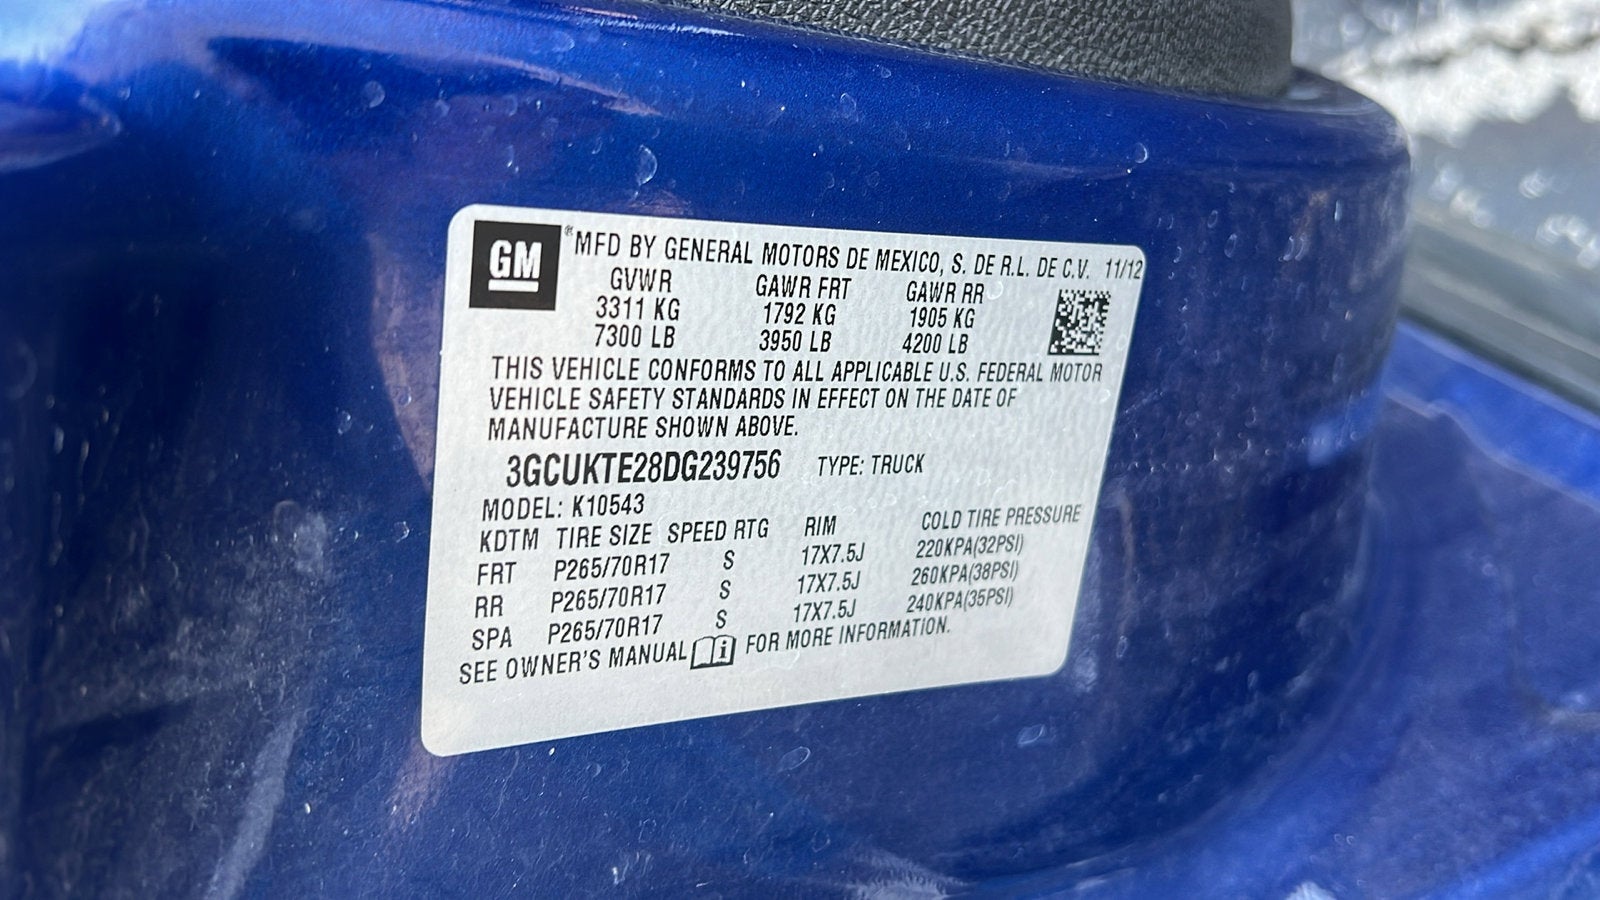 GM ® MFD BY GENERAL MOTORS DE MEXICO, S. DE R.L. DE C.V. 11/12
GVWR GAWR FRT GAWR RR
3311 KG 1792 KG 1905 KG
7300 LB 3950 LB 4200 LB
THIS VEHICLE CONFORMS TO ALL APPLICABLE U.S. FEDERAL MOTOR
VEHICLE SAFETY STANDARDS IN EFFECT ON THE DATE OF
MANUFACTURE SHOWN ABOVE.
3GCUKTE28DG239756 TYPE: TRUCK
MODEL: K10543
KDTM TIRE SIZE SPEED RTG RIM COLD TIRE PRESSURE
FRT P265/70R17 S 17X7.5J 220KPA(32PSI)
RR P265/70R17 S 17X7.5J 260KPA(38PSI)
SPA P265/70R17 S 17X7.5J 240KPA(35PSI)
SEE OWNER'S MANUAL i FOR MORE INFORMATION.